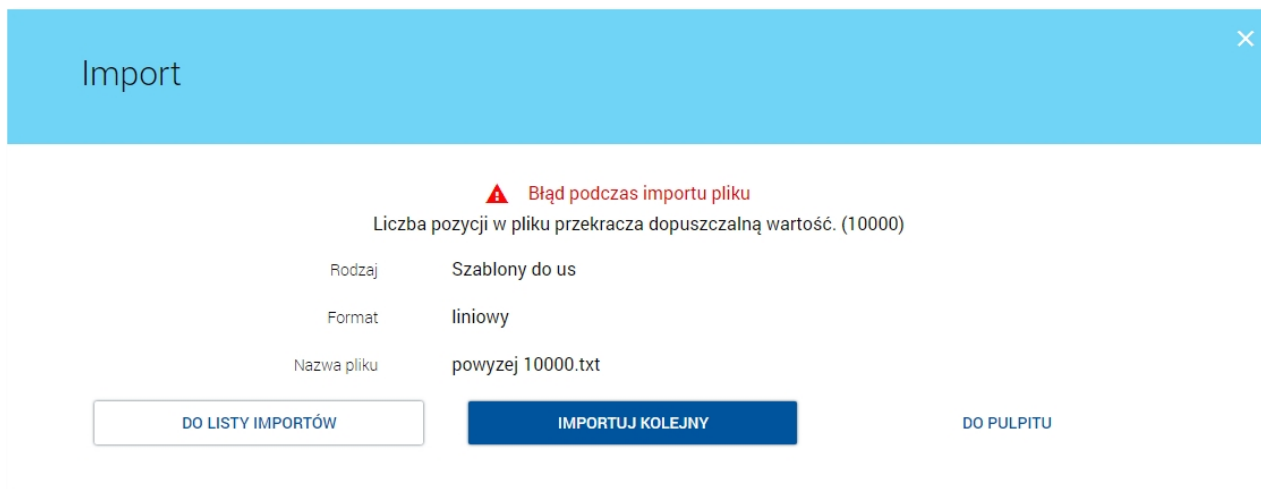 Import
Błąd podczas importu pliku
Liczba pozycji w pliku przekracza dopuszczalną wartość. (10000)
Rodzaj Szablony do us
Format liniowy
Nazwa pliku powyzej 10000.txt
DO LISTY IMPORTÓW IMPORTUJ KOLEJNY DO PULPITU